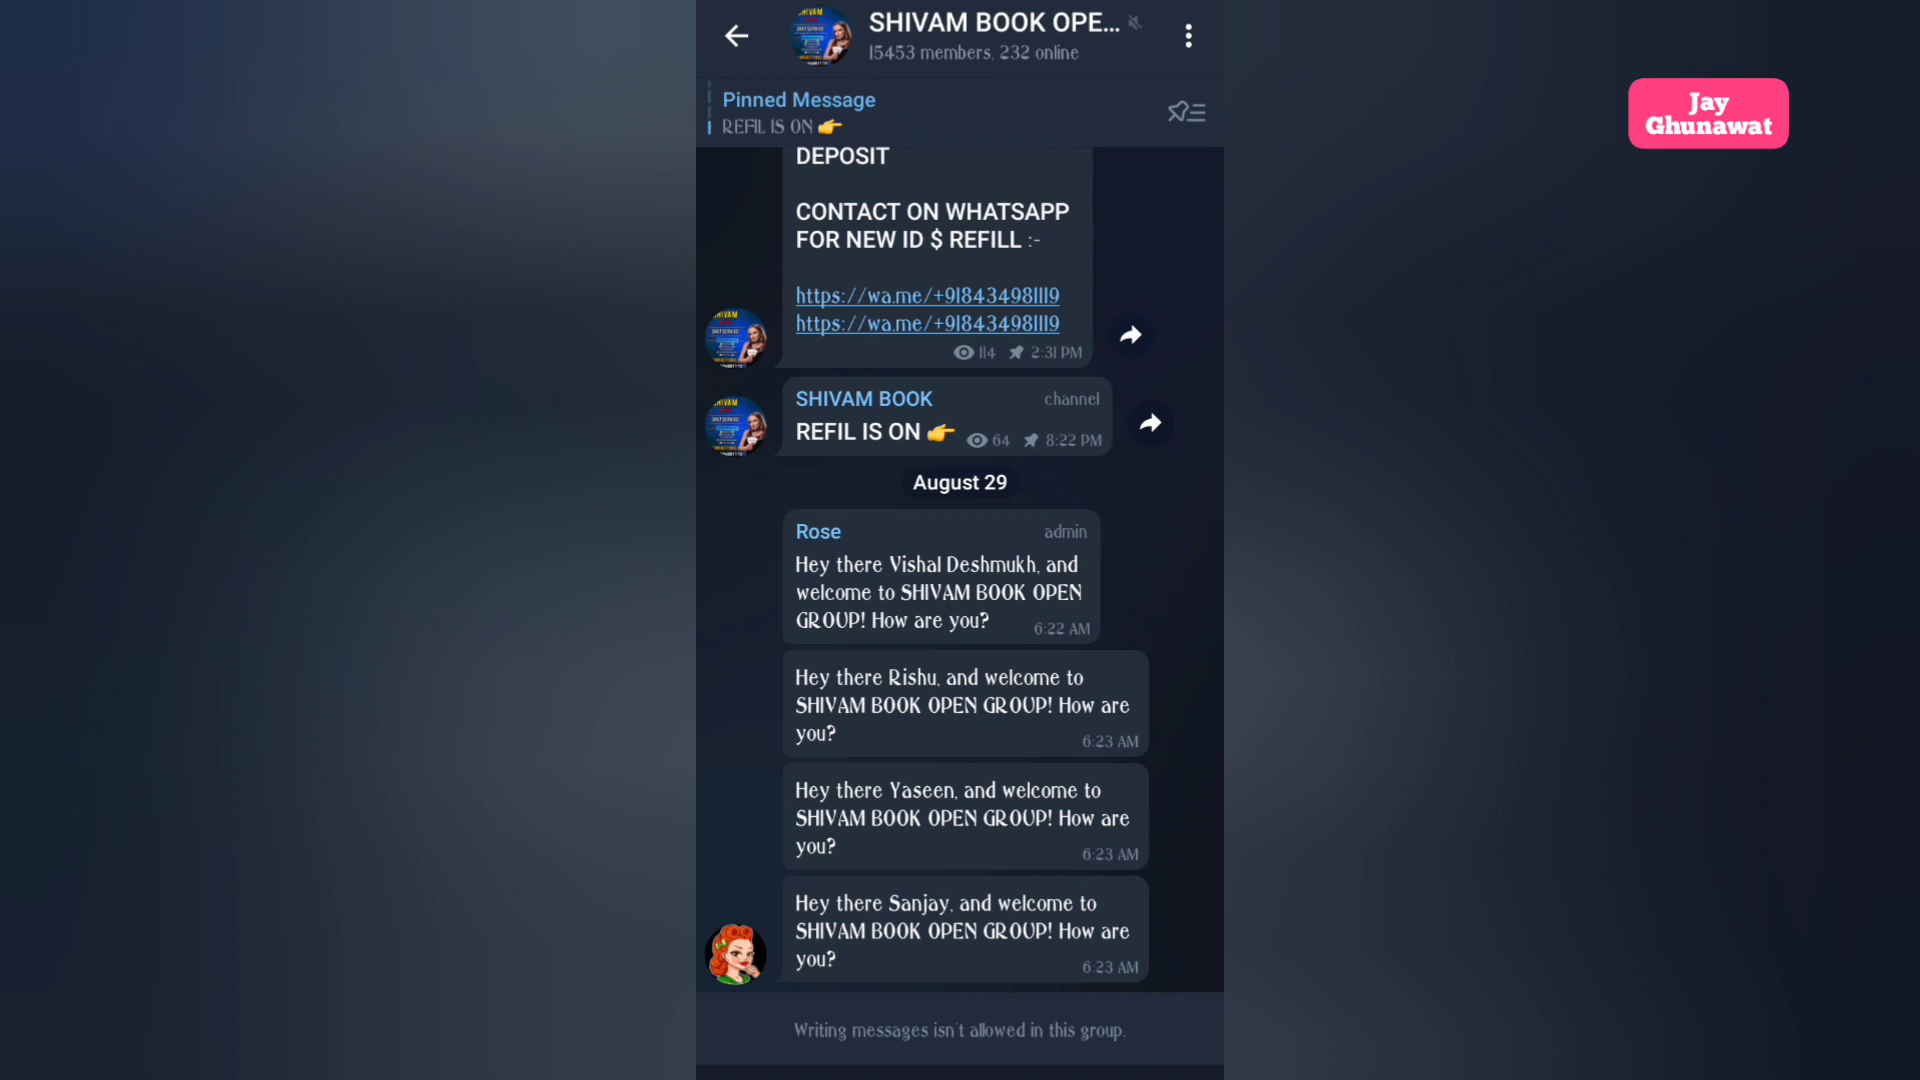 SHIVAM BOOK OPE...
15453 members, 232 online
Jay
Ghunawat
Pinned Message
REFIL IS ON 👉
DEPOSIT
CONTACT ON WHATSAPP
FOR NEW ID $ REFILL :-
https://wa.me/+918434981119
https://wa.me/+918434981119
114 2:31 PM
SHIVAM BOOK channel
REFIL IS ON 👉 64 8:22 PM
August 29
Rose admin
Hey there Vishal Deshmukh, and
welcome to SHIVAM BOOK OPEN
GROUP! How are you? 6:22 AM
Hey there Rishu, and welcome to
SHIVAM BOOK OPEN GROUP! How are
you? 6:23 AM
Hey there Yaseen, and welcome to
SHIVAM BOOK OPEN GROUP! How are
you? 6:23 AM
Hey there Sanjay, and welcome to
SHIVAM BOOK OPEN GROUP! How are
you? 6:23 AM
Writing messages isn't allowed in this group.